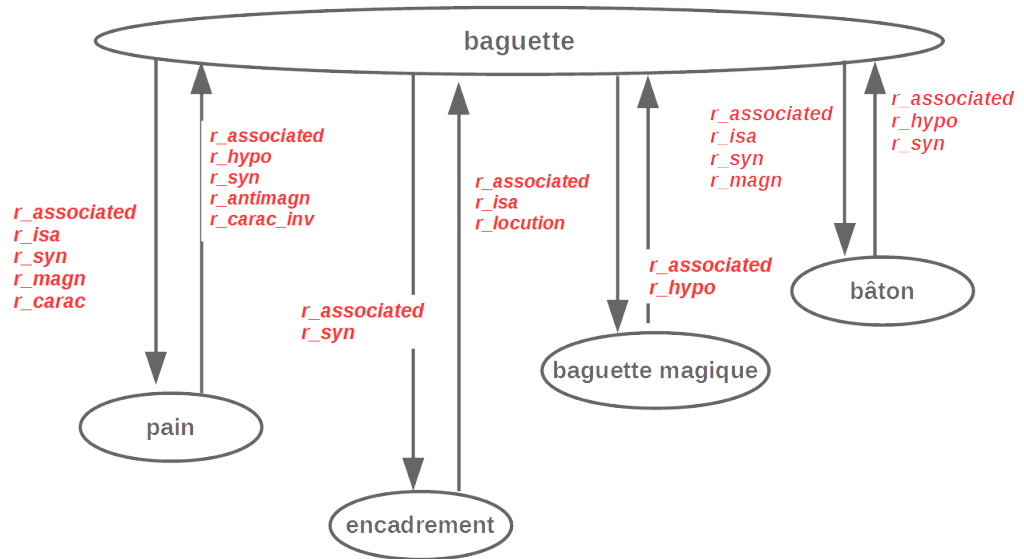 baguette
r_associated
r_isa
r_syn
r_magn
r_carac
r_associated
r_hypo
r_syn
r_antimagn
r_carac_inv
r_associated
r_syn
r_associated
r_isa
r_locution
r_associated
r_hypo
r_associated
r_isa
r_syn
r_magn
r_associated
r_hypo
r_syn
pain
encadrement
baguette magique
bâton